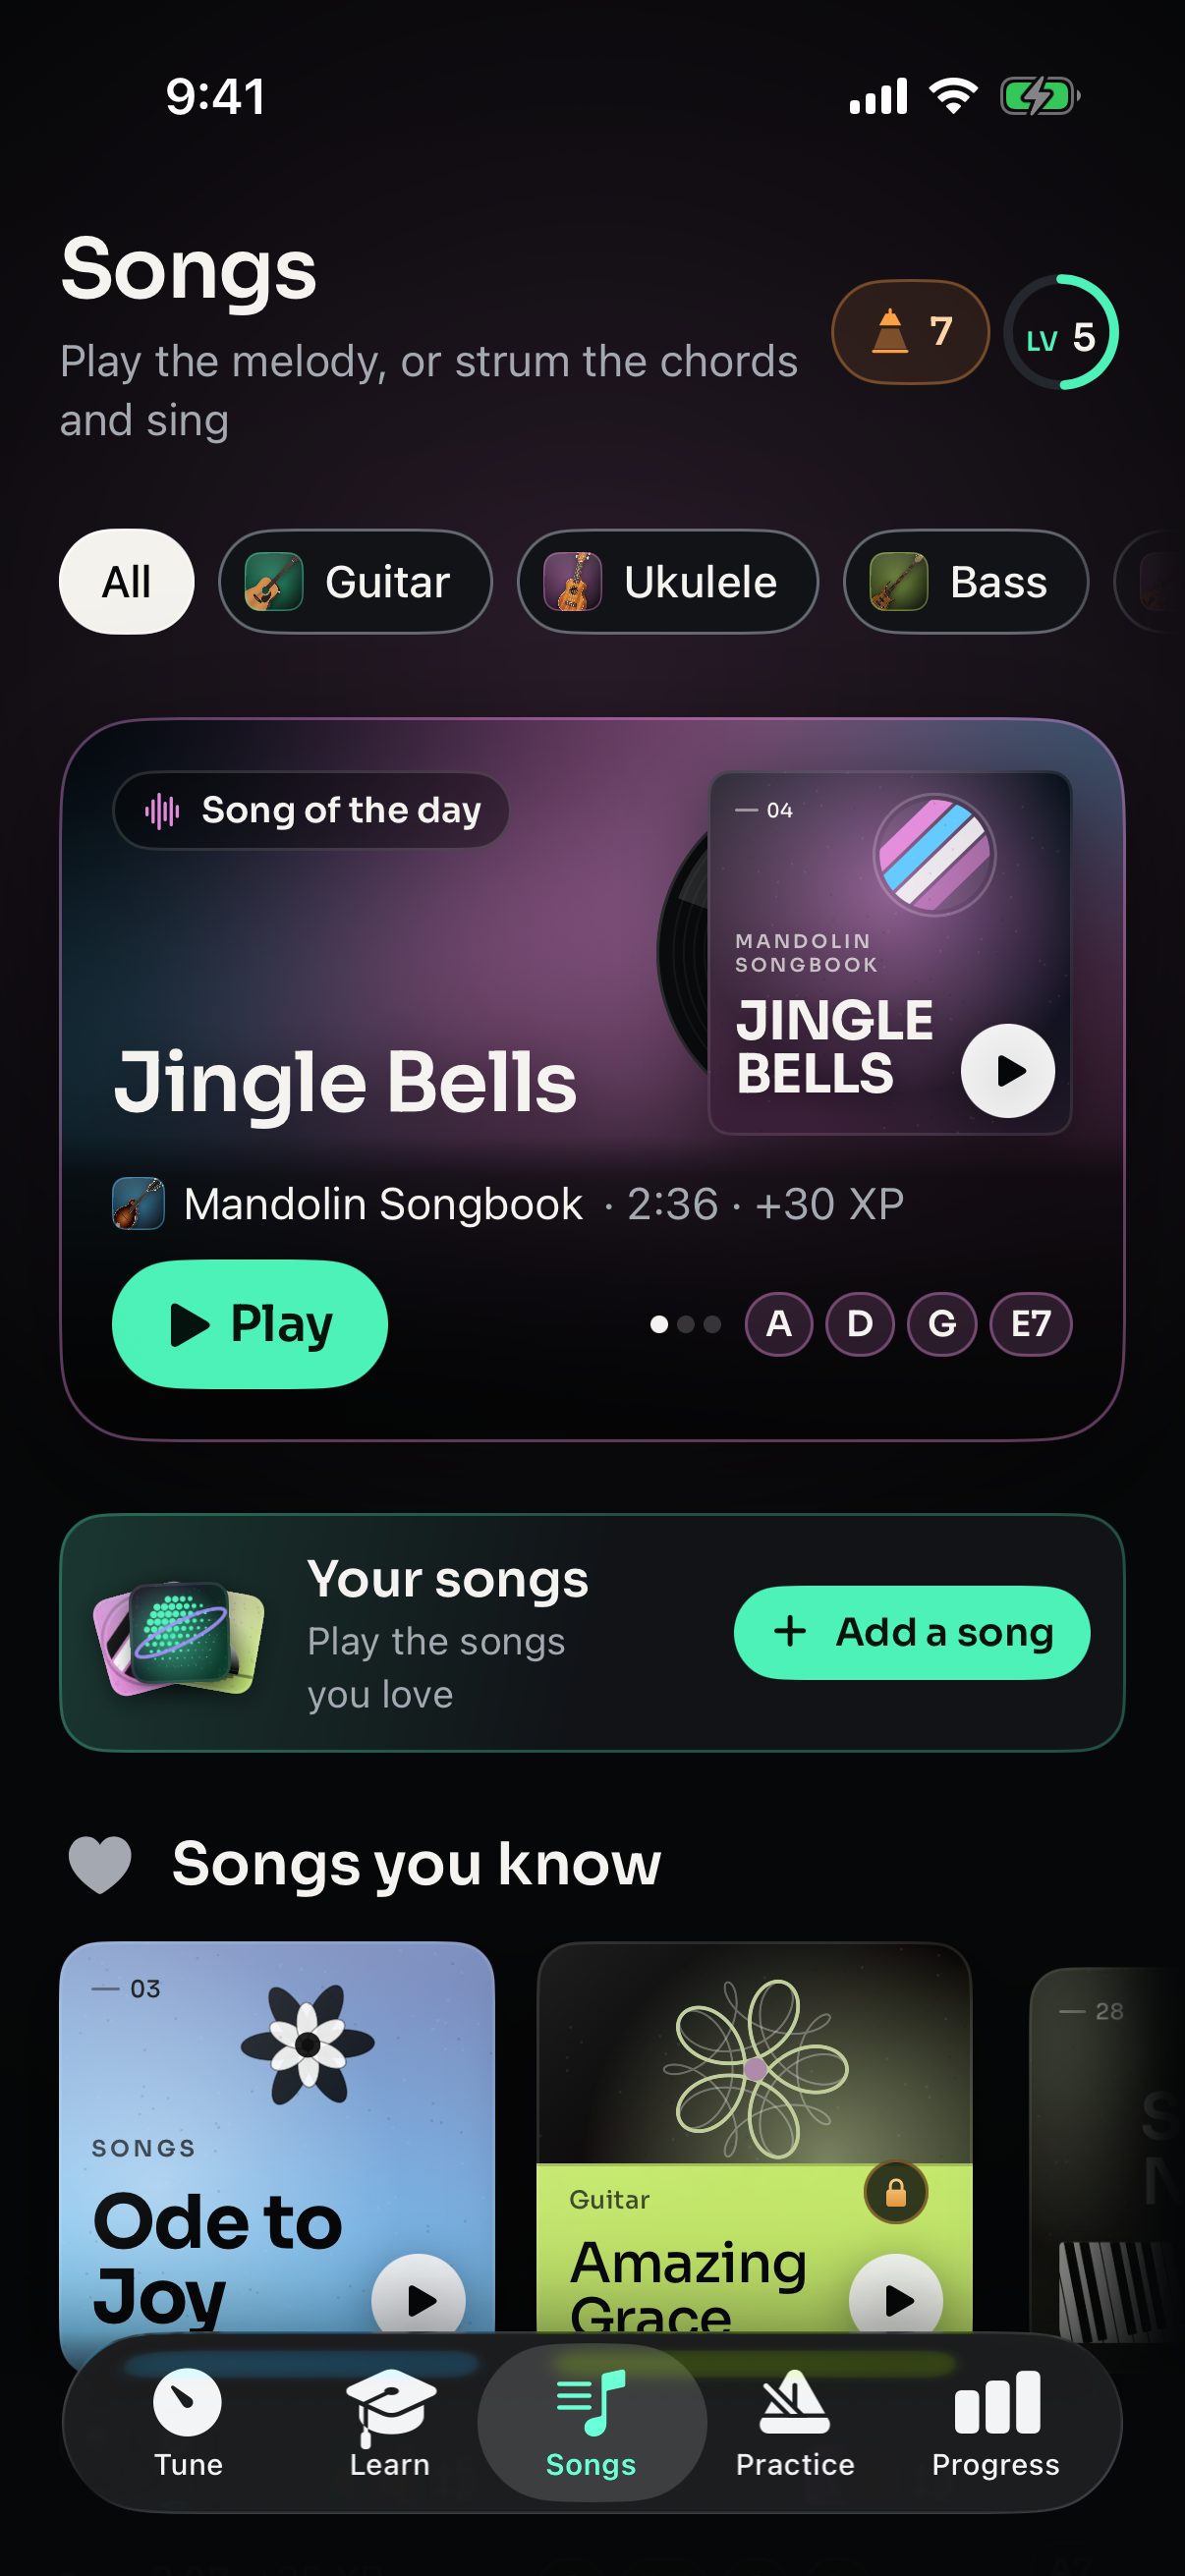 9:41
Songs
Play the melody, or strum the chords
and sing
7
LV 5
All
Guitar
Ukulele
Bass
Song of the day
04
MANDOLIN
SONGBOOK
JINGLE
BELLS
Jingle Bells
Mandolin Songbook · 2:36 · +30 XP
Play
A
D
G
E7
Your songs
Play the songs
you love
+ Add a song
Songs you know
03
SONGS
Ode to
Joy
Guitar
Amazing
Grace
28
S
N
Tune
Learn
Songs
Practice
Progress